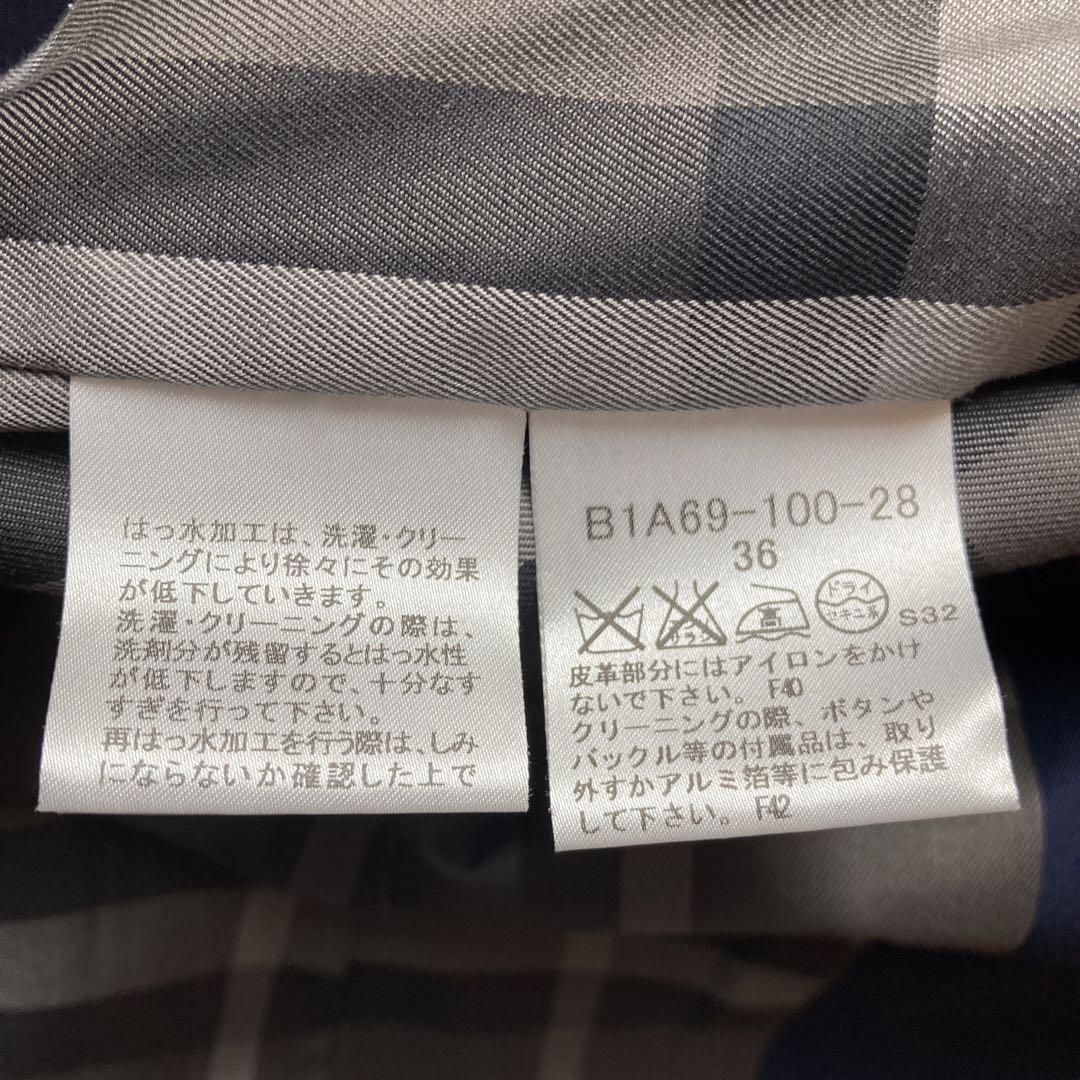 はっ水加工は、洗濯・クリー
ニングにより徐々にその効果
が低下していきます。
洗濯・クリーニングの際は、
洗剤分が残留するとはっ水性
が低下しますので、十分なす
すぎを行って下さい。
再はっ水加工を行う際は、しみ
にならないか確認した上で
B1A69-100-28
36
高 ドライ S32
皮革部分にはアイロンをかけ
ないで下さい。 F40
クリーニングの際、ボタンや
バックル等の付属品は、取り
外すかアルミ箔等に包み保護
して下さい。 F42